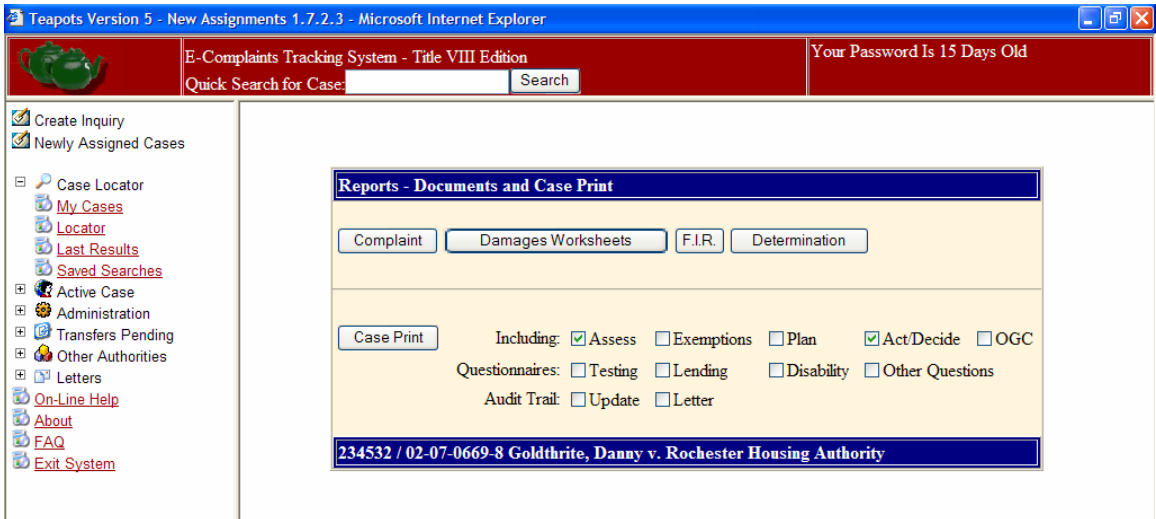 Teapots Version 5 - New Assignments 1.7.2.3 - Microsoft Internet Explorer
E-Complaints Tracking System - Title VIII Edition
Your Password Is 15 Days Old
Quick Search for Case: Search
Create Inquiry
Newly Assigned Cases
Case Locator
My Cases
Locator
Last Results
Saved Searches
Active Case
Administration
Transfers Pending
Other Authorities
Letters
On-Line Help
About
FAQ
Exit System
Reports - Documents and Case Print
Complaint Damages Worksheets F.I.R. Determination
Case Print Including: Assess Exemptions Plan Act/Decide OGC
Questionnaires: Testing Lending Disability Other Questions
Audit Trail: Update Letter
234532 / 02-07-0669-8 Goldthrite, Danny v. Rochester Housing Authority